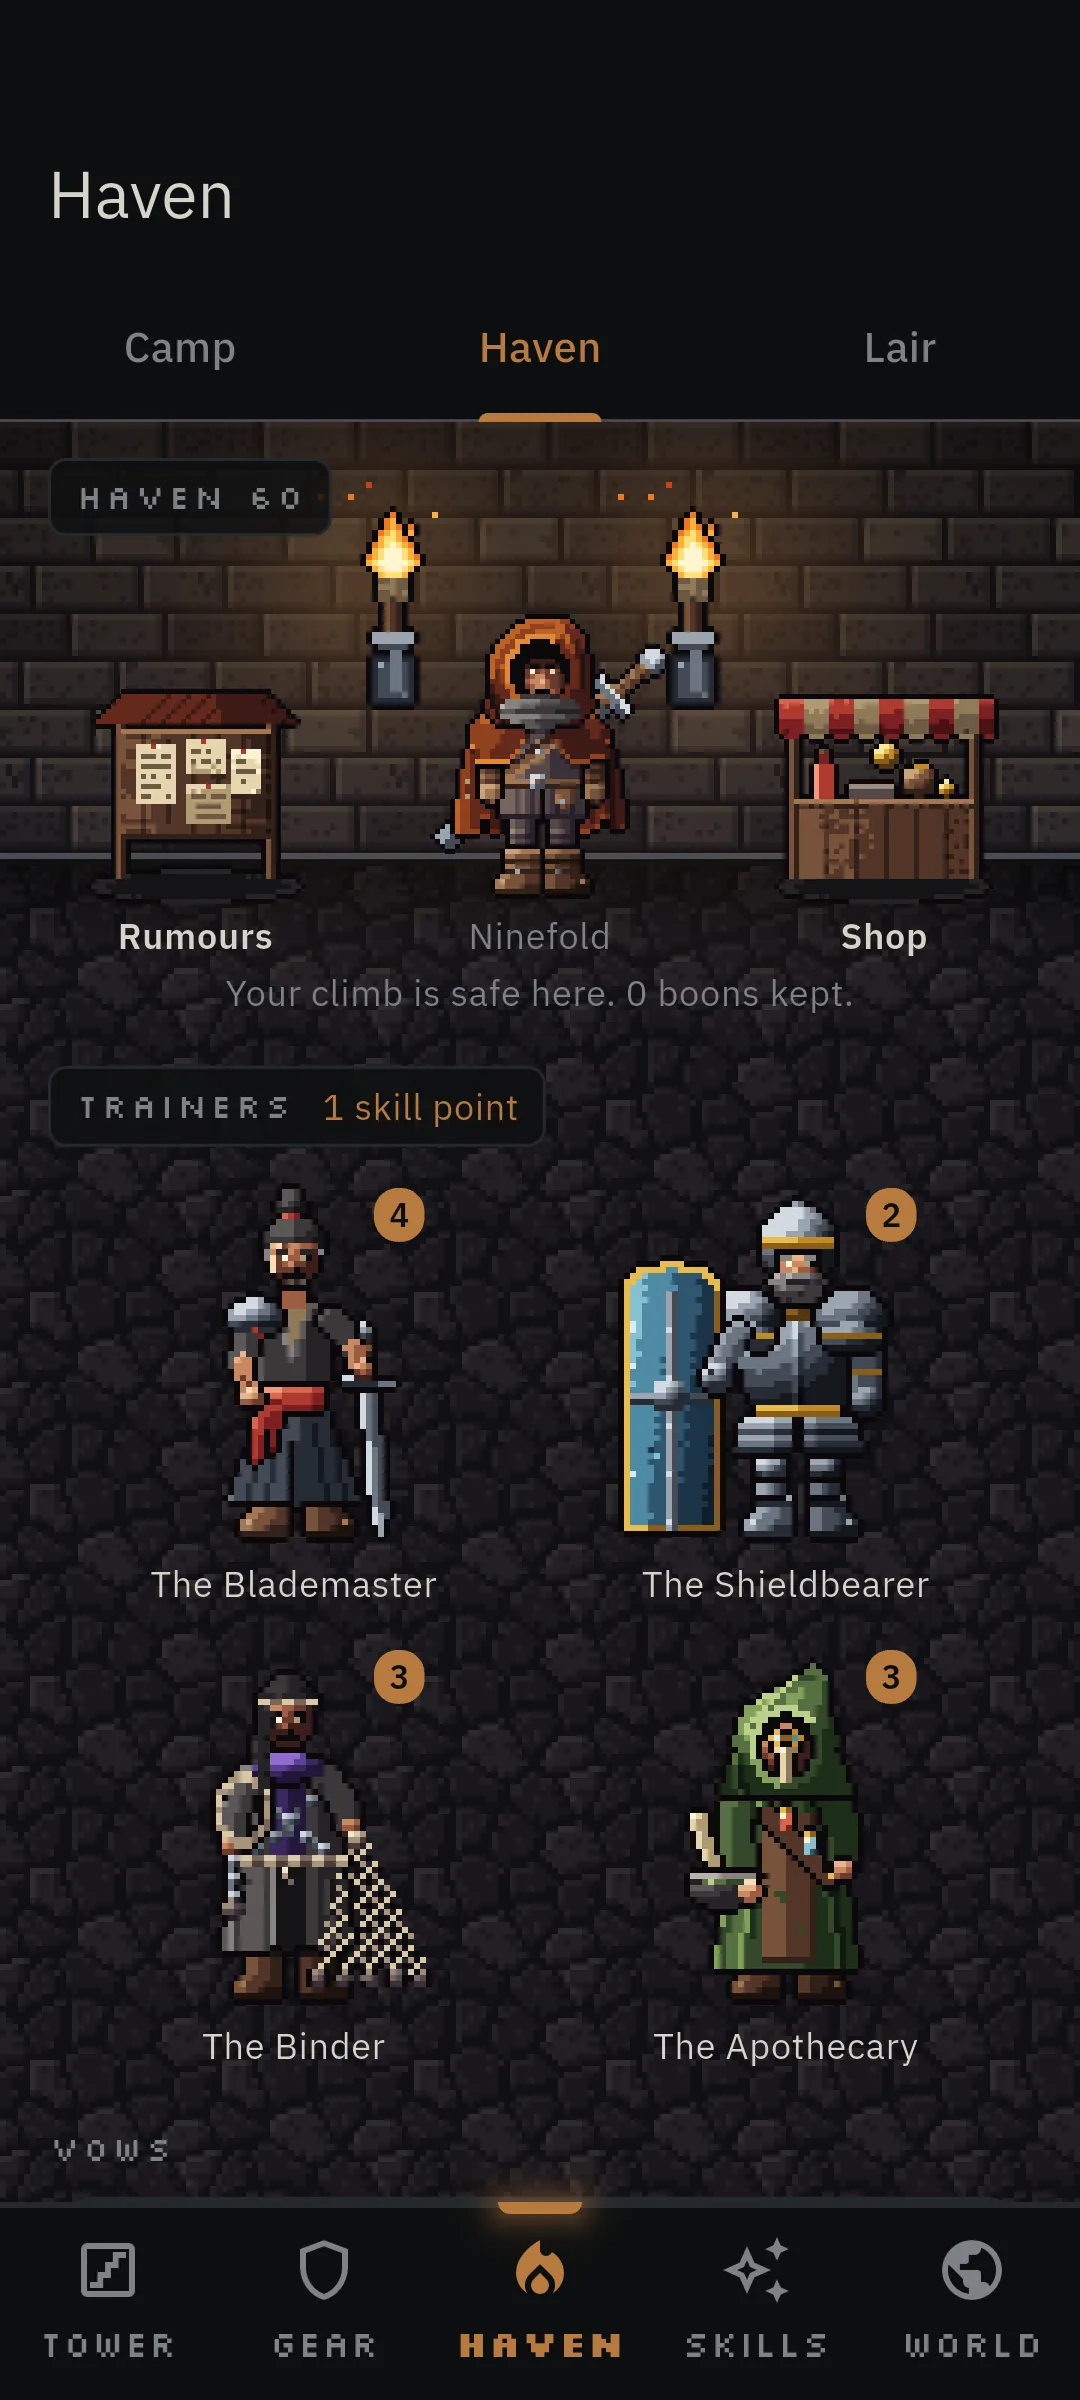 Haven
Camp Haven Lair
HAVEN 60
Rumours Ninefold Shop
Your climb is safe here. 0 boons kept.
TRAINERS 1 skill point
4 2
The Blademaster The Shieldbearer
3 3
The Binder The Apothecary
VOWS
TOWER GEAR HAVEN SKILLS WORLD